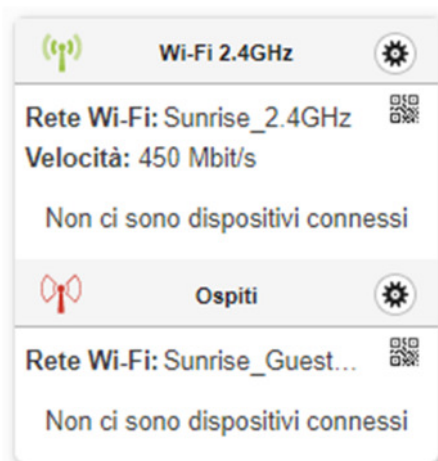 Wi-Fi 2.4GHz
Rete Wi-Fi: Sunrise_2.4GHz
Velocità: 450 Mbit/s
Non ci sono dispositivi connessi
Ospiti
Rete Wi-Fi: Sunrise_Guest...
Non ci sono dispositivi connessi